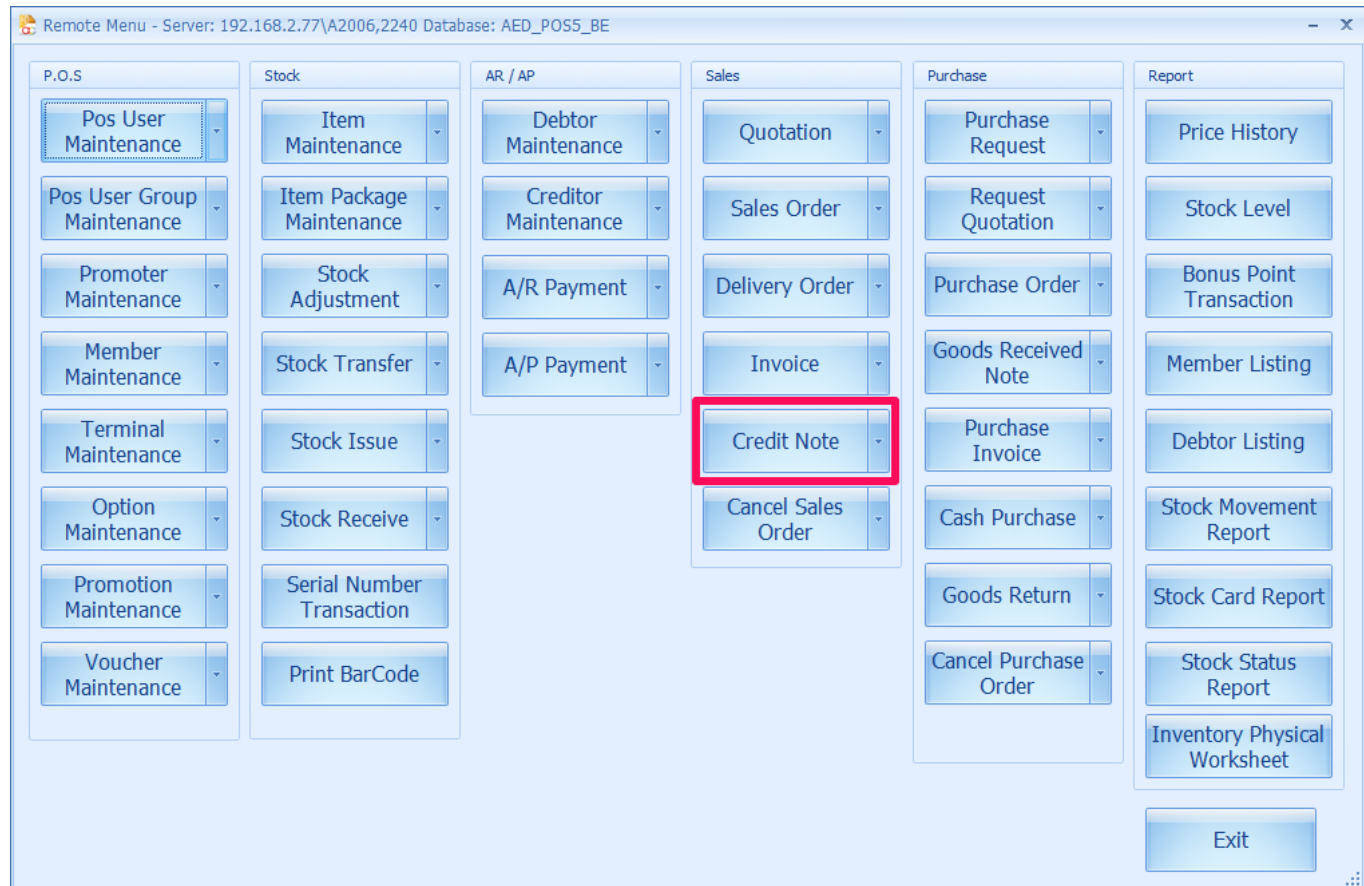 Remote Menu - Server: 192.168.2.77\A2006,2240 Database: AED_POS5_BE
P.O.S
Pos User
Maintenance
Pos User Group
Maintenance
Promoter
Maintenance
Member
Maintenance
Terminal
Maintenance
Option
Maintenance
Promotion
Maintenance
Voucher
Maintenance
Stock
Item
Maintenance
Item Package
Maintenance
Stock
Adjustment
Stock Transfer
Stock Issue
Stock Receive
Serial Number
Transaction
Print BarCode
AR / AP
Debtor
Maintenance
Creditor
Maintenance
A/R Payment
A/P Payment
Sales
Quotation
Sales Order
Delivery Order
Invoice
Credit Note
Cancel Sales
Order
Purchase
Purchase
Request
Request
Quotation
Purchase Order
Goods Received
Note
Purchase
Invoice
Cash Purchase
Goods Return
Cancel Purchase
Order
Report
Price History
Stock Level
Bonus Point
Transaction
Member Listing
Debtor Listing
Stock Movement
Report
Stock Card Report
Stock Status
Report
Inventory Physical
Worksheet
Exit